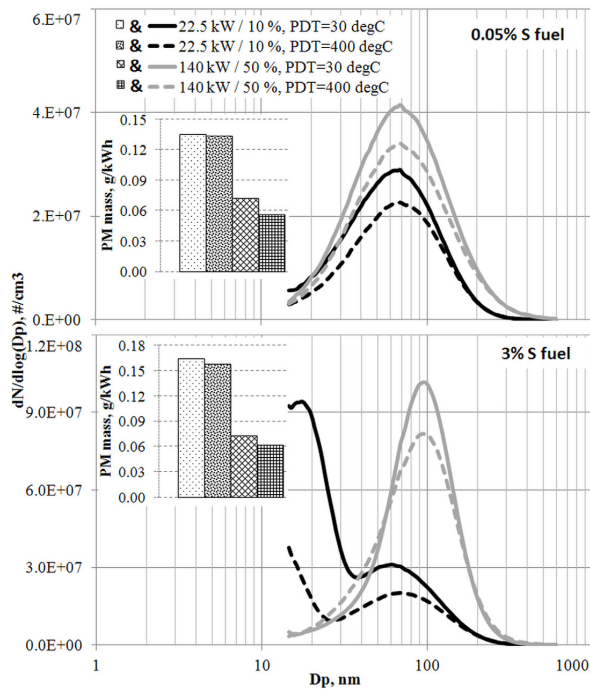 6.E+07
& 22.5 kW / 10 %, PDT=30 degC
0.05% S fuel
& 22.5 kW / 10 %, PDT=400 degC
& 140 kW / 50 %, PDT=30 degC
& 140 kW / 50 %, PDT=400 degC
4.E+07
PM mass, g/kWh
0.15
0.12
0.09
0.06
0.03
0.00
2.E+07
0.E+00
dN/dlog(Dp), #/cm3
1.2E+08
3% S fuel
PM mass, g/kWh
0.18
0.15
0.12
0.09
0.06
0.03
0.00
9.0E+07
6.0E+07
3.0E+07
0.0E+00
1 10 100 1000
Dp, nm